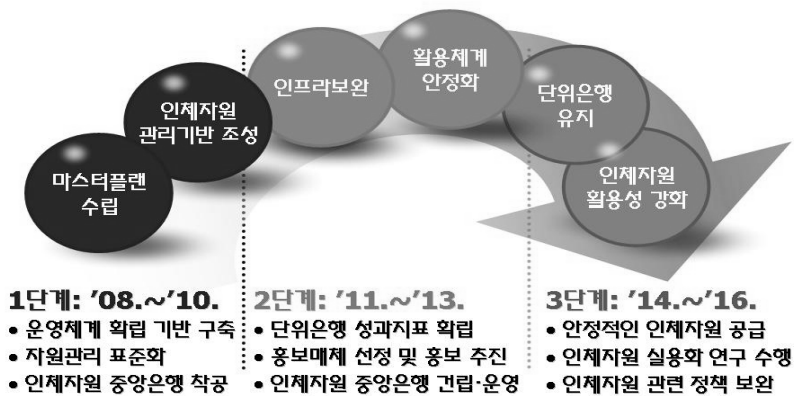 마스터플랜
수립
인체자원
관리기반 조성
인프라보완
활용체계
안정화
단위은행
유지
인체자원
활용성 강화
1단계: ’08.~’10.
• 운영체계 확립 기반 구축
• 자원관리 표준화
• 인체자원 중앙은행 착공
2단계: ’11.~’13.
• 단위은행 성과지표 확립
• 홍보매체 선정 및 홍보 추진
• 인체자원 중앙은행 건립·운영
3단계: ’14.~’16.
• 안정적인 인체자원 공급
• 인체자원 실용화 연구 수행
• 인체자원 관련 정책 보완